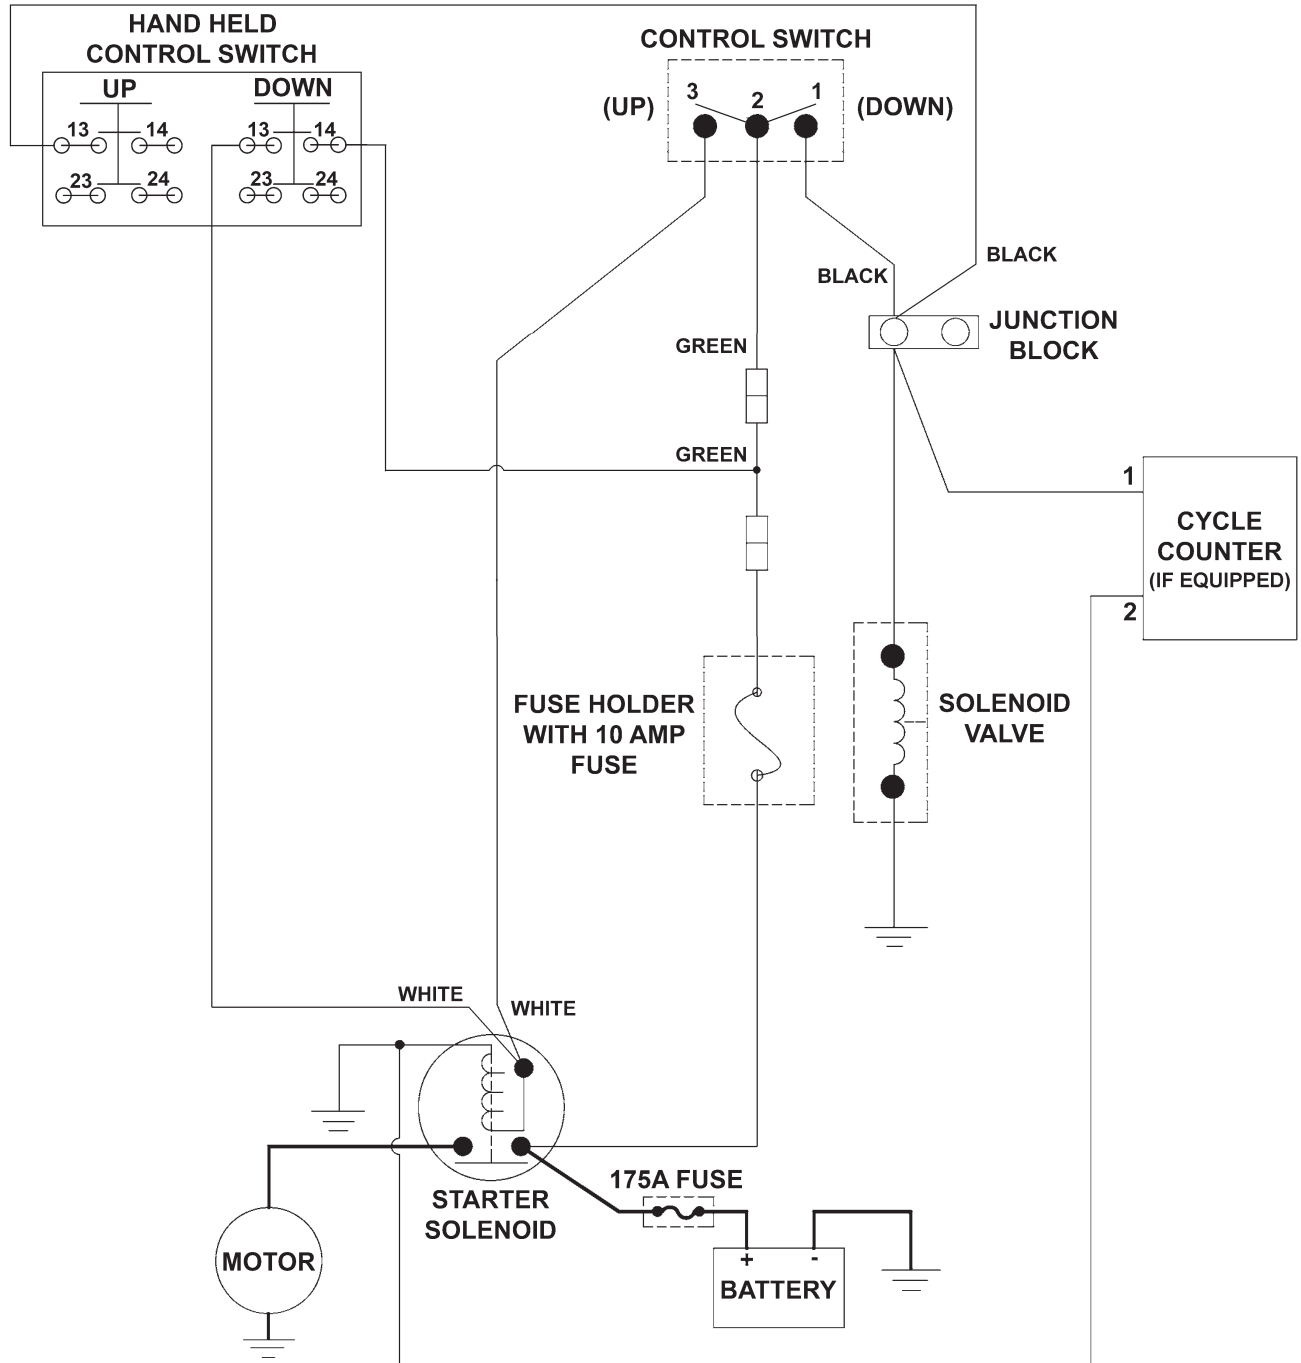 HAND HELD
CONTROL SWITCH
UP
DOWN
13 14
13 14
23 24
23 24
CONTROL SWITCH
(UP)
3 2 1
(DOWN)
BLACK
BLACK
JUNCTION
BLOCK
GREEN
GREEN
1
CYCLE
COUNTER
(IF EQUIPPED)
2
FUSE HOLDER
WITH 10 AMP
FUSE
SOLENOID
VALVE
WHITE
WHITE
STARTER
SOLENOID
175A FUSE
MOTOR
+ -
BATTERY